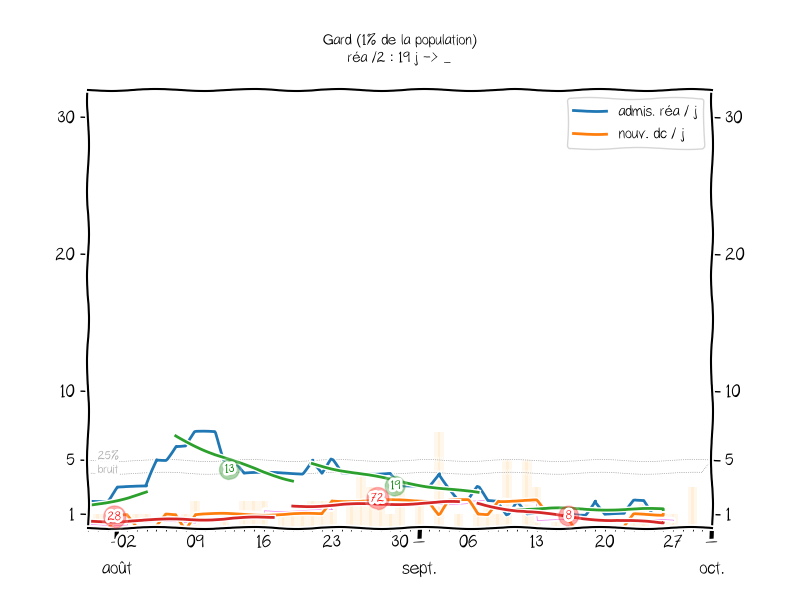 Gard (1% de la population)
réa /2 : 19 j -> _
admis. réa / j
nouv. dc / j
30
30
20
20
10
10
25%
bruit
5
5
1
1
13
19
72
28
8
02 09 16 23 30 06 13 20 27
août sept. oct.